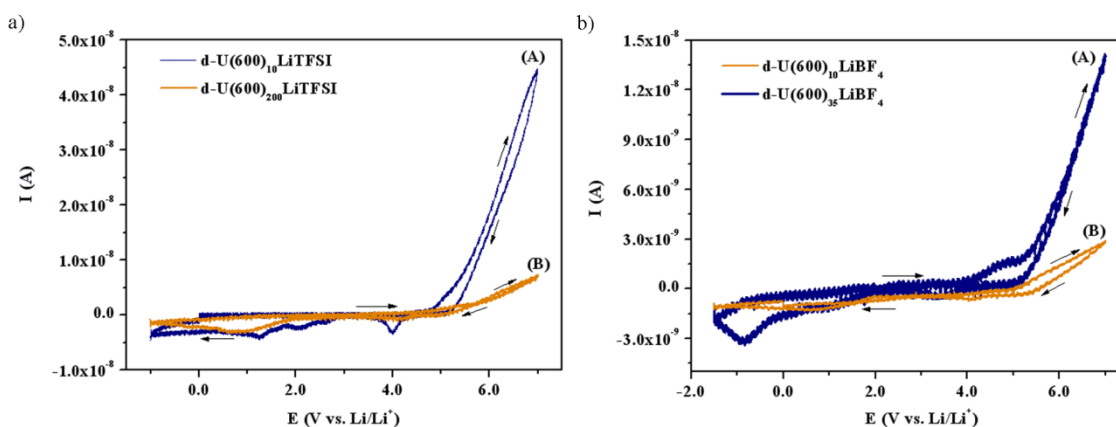 a)
5.0x10⁻⁸
4.0x10⁻⁸
3.0x10⁻⁸
2.0x10⁻⁸
1.0x10⁻⁸
0.0
-1.0x10⁻⁸
I (A)
d-U(600)₁₀LiTFSI
d-U(600)₂₀₀LiTFSI
(A)
(B)
0.0 2.0 4.0 6.0
E (V vs. Li/Li⁺)
b)
1.5x10⁻⁸
1.2x10⁻⁸
9.0x10⁻⁹
6.0x10⁻⁹
3.0x10⁻⁹
0.0
-3.0x10⁻⁹
I (A)
d-U(600)₁₀LiBF₄
d-U(600)₃₅LiBF₄
(A)
(B)
-2.0 0.0 2.0 4.0 6.0
E (V vs. Li/Li⁺)